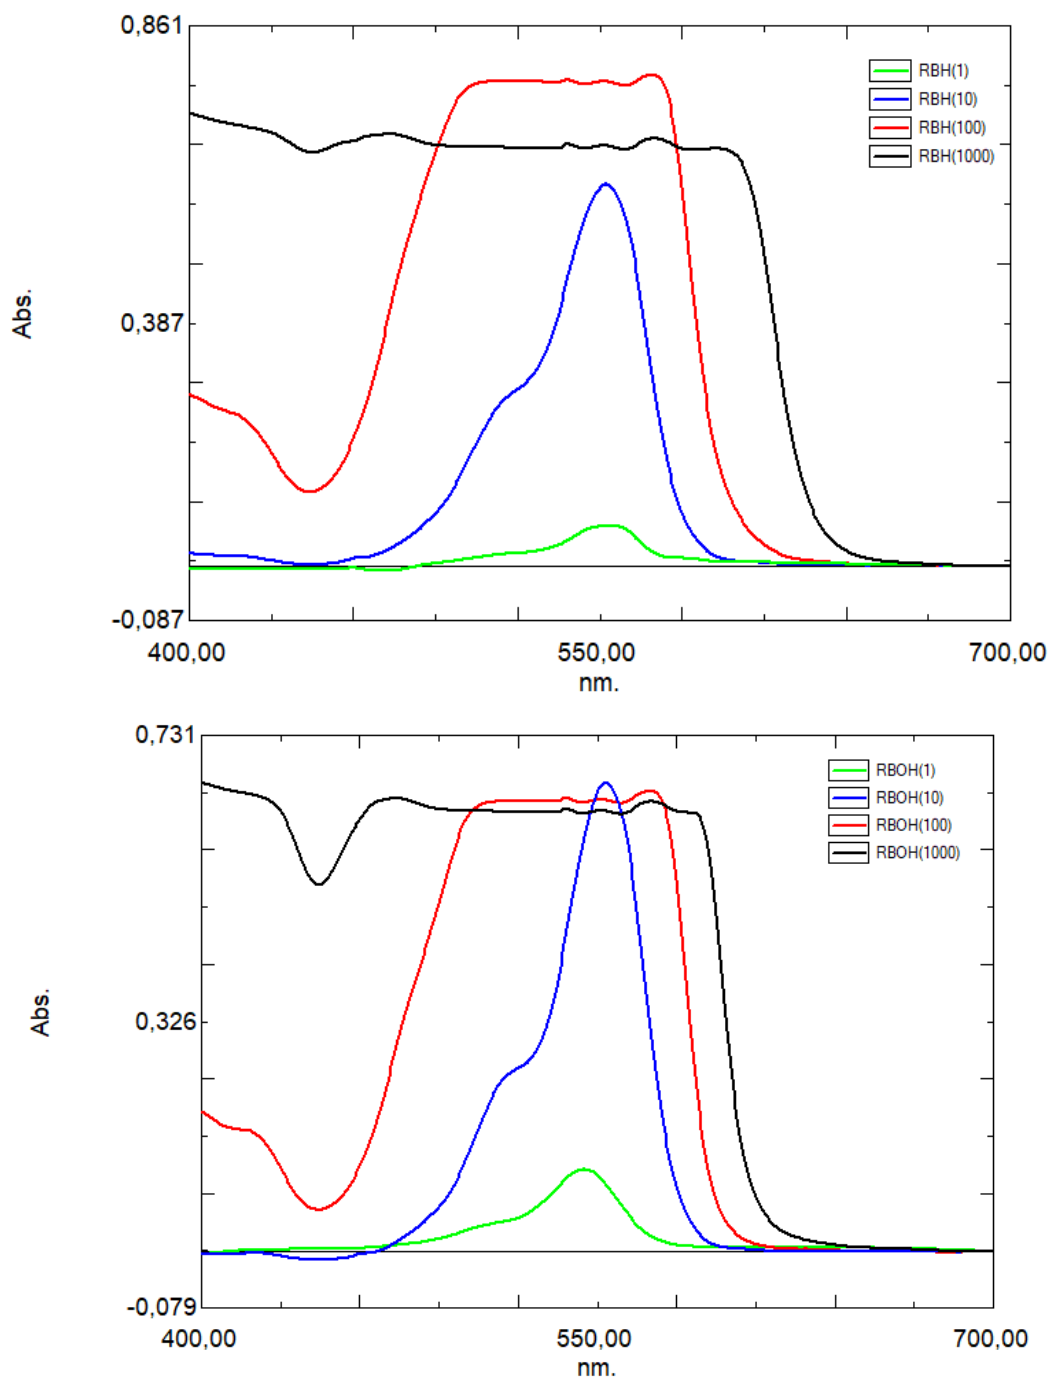 0,861
RBH(1)
RBH(10)
RBH(100)
RBH(1000)
Abs.
0,387
-0,087
400,00
550,00
700,00
nm.
0,731
RBOH(1)
RBOH(10)
RBOH(100)
RBOH(1000)
Abs.
0,326
-0,079
400,00
550,00
700,00
nm.